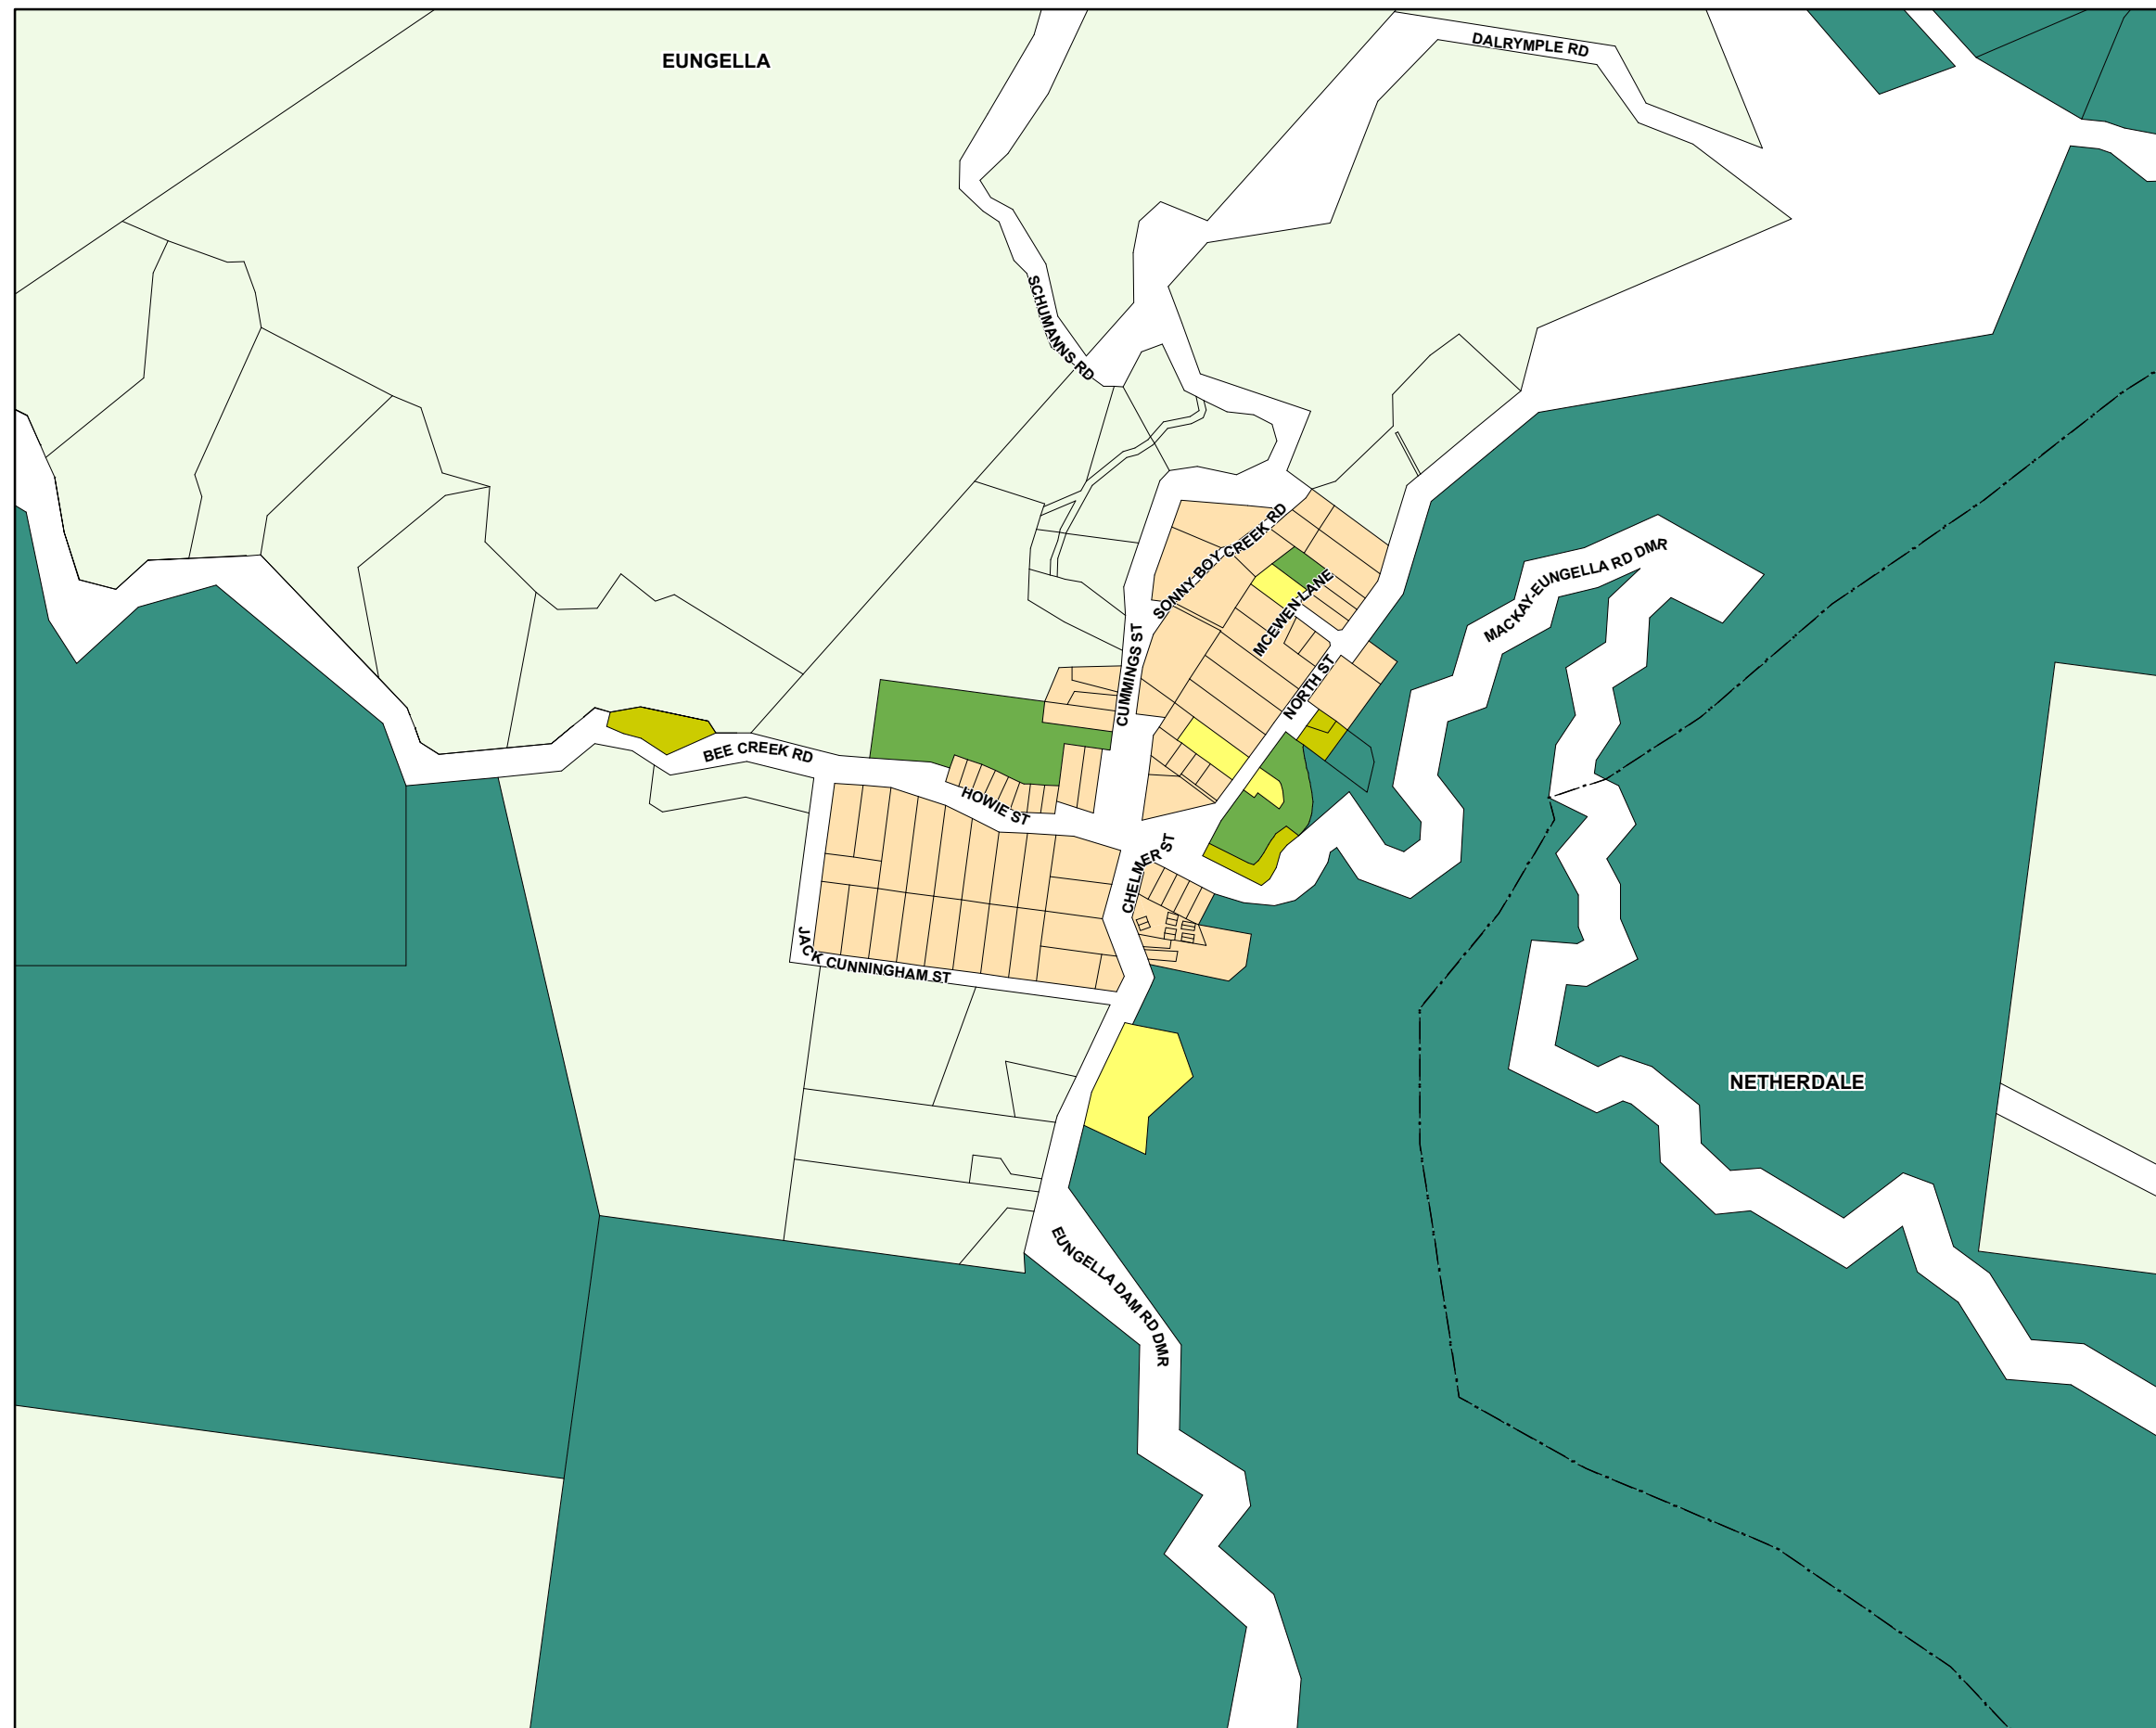 DALRYMPLE RD
EUNGELLA
SCHUMANNS RD
SONNY BOY CREEK RD
MACKAY-EUNGELLA RD DMR
MCEWEN LANE
CUMMINGS ST
NORTH ST
BEE CREEK RD
HOWIE ST
CHELMER ST
JACK CUNNINGHAM ST
NETHERDALE
EUNGELLA DAM RD DMR